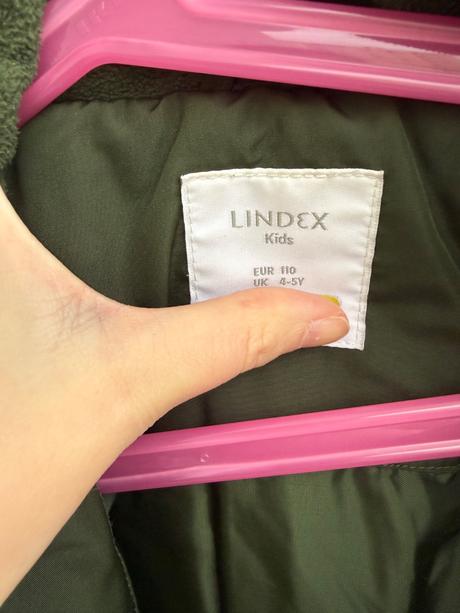 LINDEX
Kids
EUR 110
UK 4-5Y